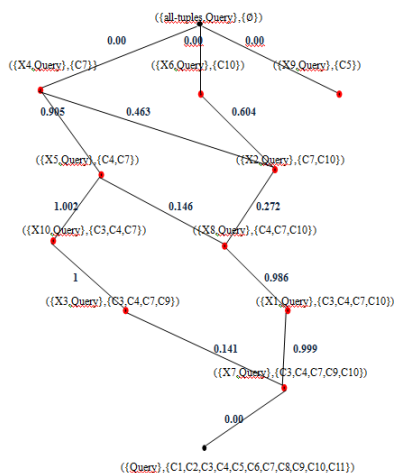 ({all-tuples,Query},{Ø})
0.00 0.00 0.00
({X4,Query},{C7}} ({X6,Query},{C10}) ({X9,Query},{C5})
0.905 0.463 0.604
({X5,Query},{C4,C7}) ({X2,Query},{C7,C10})
1.002 0.146 0.272
({X10,Query},{C3,C4,C7}) ({X8,Query},{C4,C7,C10})
1 0.986
({X3,Query},{C3,C4,C7,C9}) ({X1,Query},{C3,C4,C7,C10})
0.141 0.999
({X7,Query},{C3,C4,C7,C9,C10})
0.00
({Query},{C1,C2,C3,C4,C5,C6,C7,C8,C9,C10,C11})